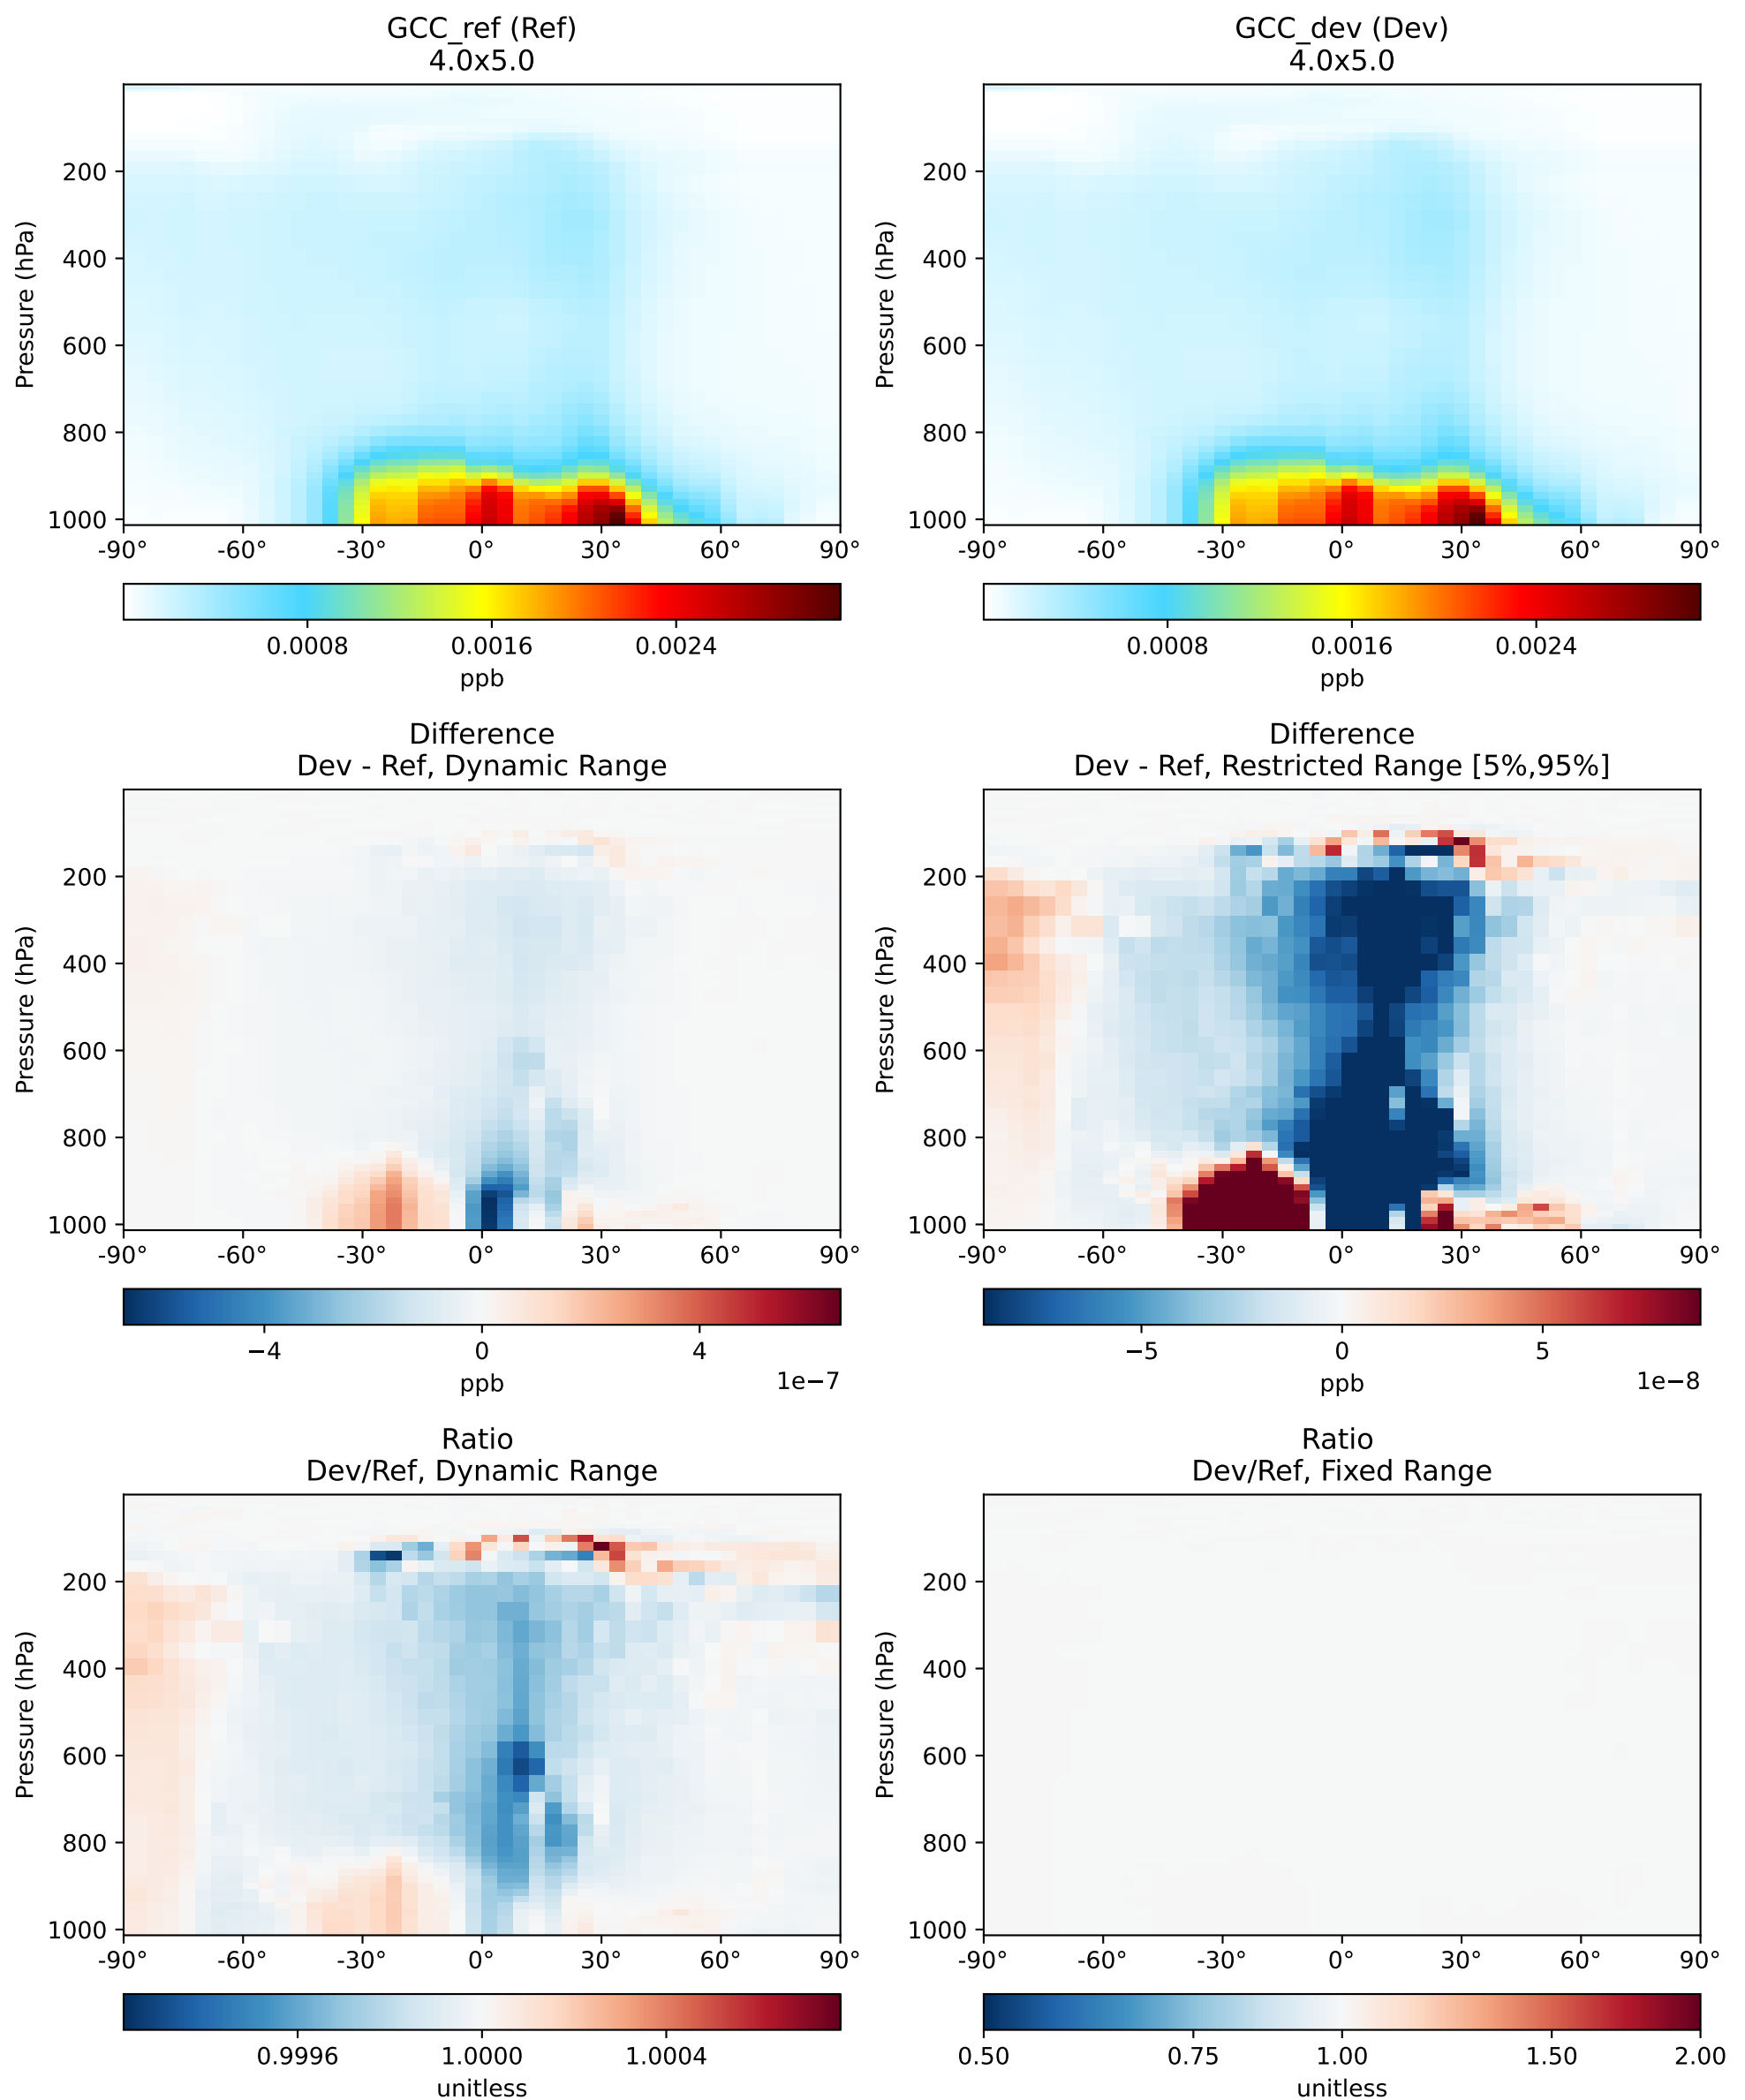 GCC_ref (Ref)
4.0x5.0
Pressure (hPa)
200
400
600
800
1000
-90° -60° -30° 0° 30° 60° 90°
0.0008 0.0016 0.0024
ppb
GCC_dev (Dev)
4.0x5.0
Pressure (hPa)
200
400
600
800
1000
-90° -60° -30° 0° 30° 60° 90°
0.0008 0.0016 0.0024
ppb
Difference
Dev - Ref, Dynamic Range
Pressure (hPa)
200
400
600
800
1000
-90° -60° -30° 0° 30° 60° 90°
−4 0 4
ppb
1e−7
Difference
Dev - Ref, Restricted Range [5%,95%]
Pressure (hPa)
200
400
600
800
1000
-90° -60° -30° 0° 30° 60° 90°
−5 0 5
ppb
1e−8
Ratio
Dev/Ref, Dynamic Range
Pressure (hPa)
200
400
600
800
1000
-90° -60° -30° 0° 30° 60° 90°
0.9996 1.0000 1.0004
unitless
Ratio
Dev/Ref, Fixed Range
Pressure (hPa)
200
400
600
800
1000
-90° -60° -30° 0° 30° 60° 90°
0.50 0.75 1.00 1.50 2.00
unitless